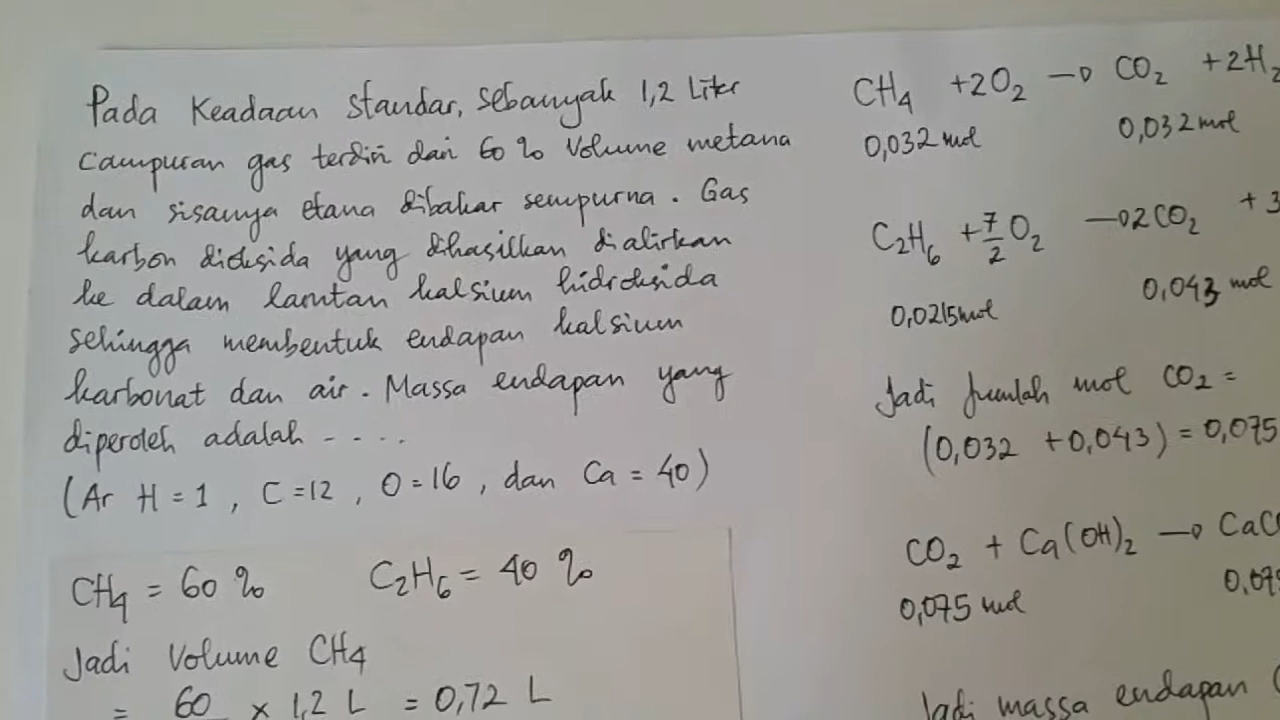 Pada Keadaan standar, sebanyak 1,2 Liter
campuran gas terdiri dari 60 % Volume metana
dan sisanya etana dibakar sempurna. Gas
karbon dioksida yang dihasilkan dialirkan
ke dalam larutan kalsium hidroksida
sehingga membentuk endapan kalsium
karbonat dan air. Massa endapan yang
diperoleh adalah ----
(Ar H = 1, C = 12, O = 16, dan Ca = 40)
CH₄ = 60 % C₂H₆ = 40 %
Jadi Volume CH₄
= 60 x 1,2 L = 0,72 L
CH₄ + 2O₂ → CO₂ + 2H₂
0,032 mol 0,032 mol
C₂H₆ + 7/2 O₂ → 2CO₂ + 3
0,0215 mol 0,043 mol
Jadi Jumlah mol CO₂ =
(0,032 + 0,043) = 0,075
CO₂ + Ca(OH)₂ → CaC
0,075 mol 0,07
Jadi massa endapan